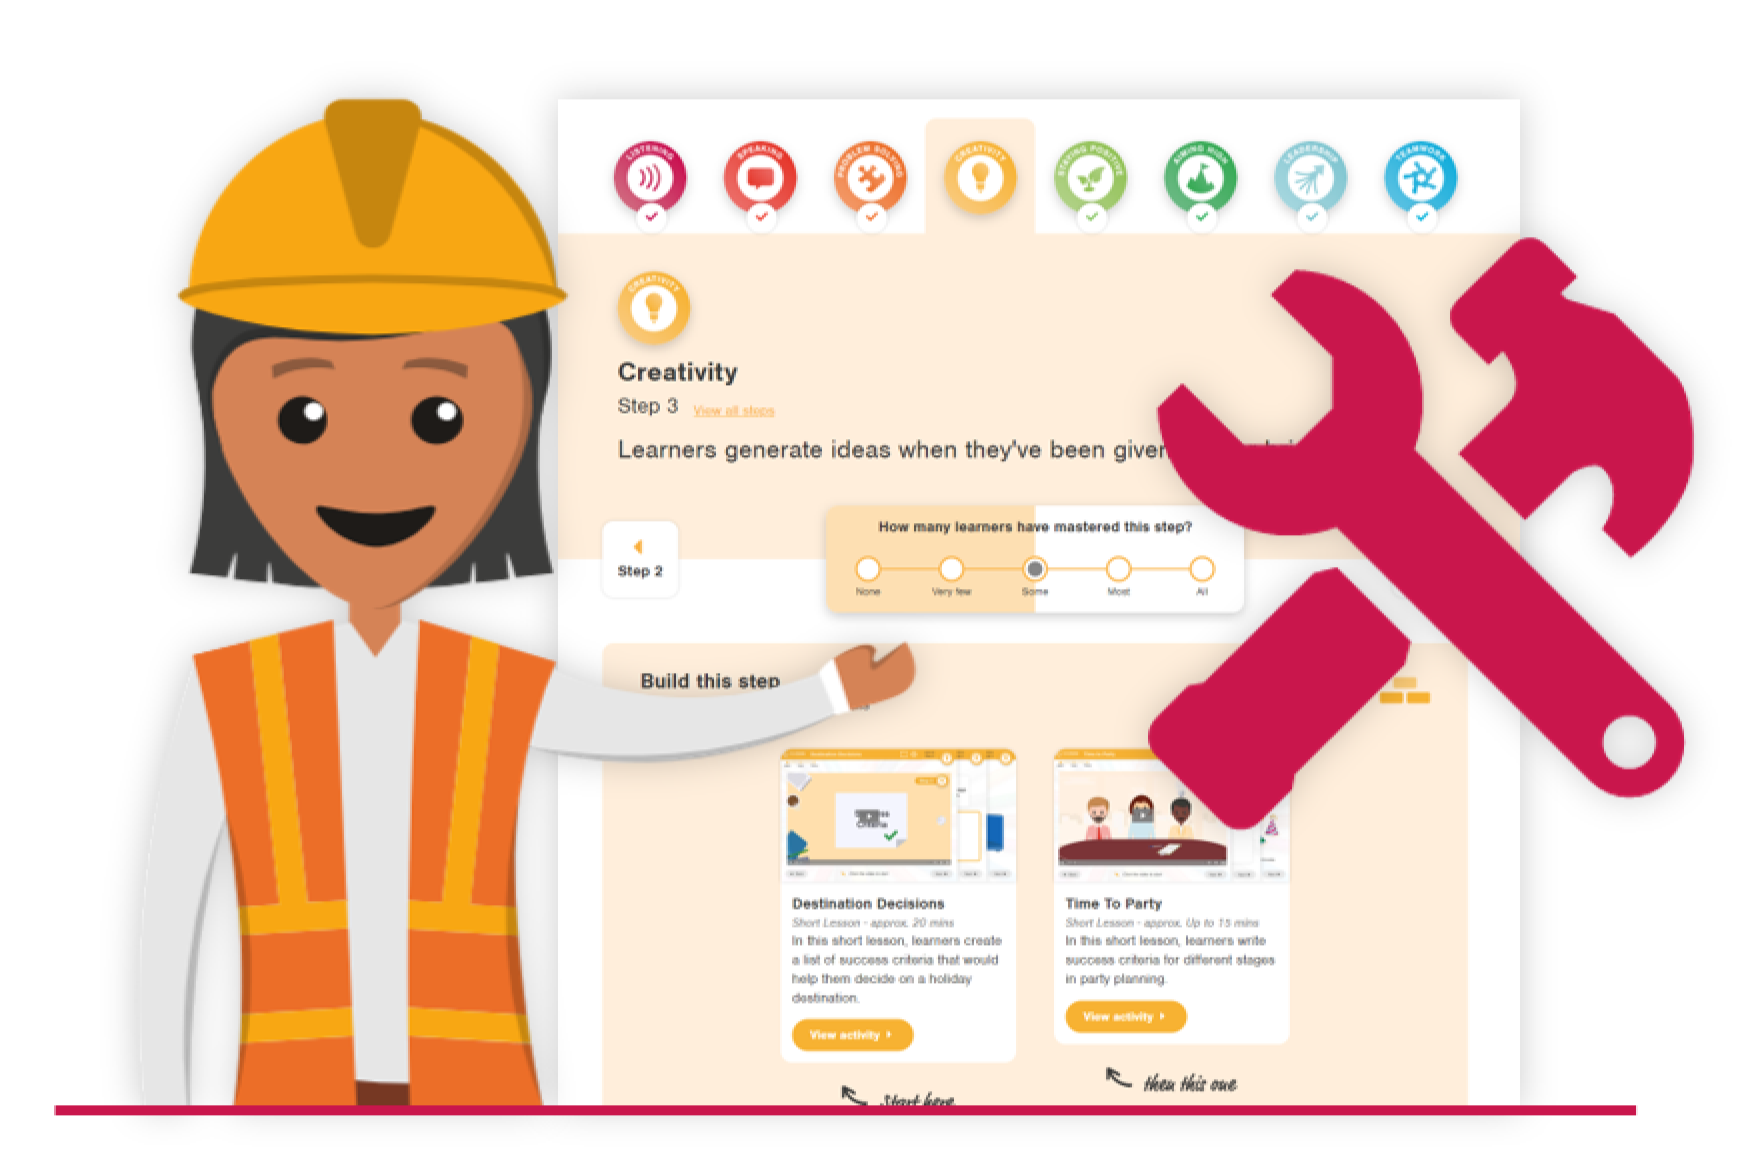 LISTENING
SPEAKING
PROBLEM SOLVING
CREATIVITY
STAYING POSITIVE
AIMING HIGH
LEADERSHIP
TEAMWORK
CREATIVITY
Creativity
Step 3 View all steps
Learners generate ideas when they've been given
Step 2
How many learners have mastered this step?
None Very few Some Most All
Build this step
Destination Decisions
Short Lesson - approx. 20 mins
In this short lesson, learners create
a list of success criteria that would
help them decide on a holiday
destination.
View activity
Start here
Time To Party
Short Lesson - approx. Up to 15 mins
In this short lesson, learners write
success criteria for different stages
in party planning.
View activity
then this one